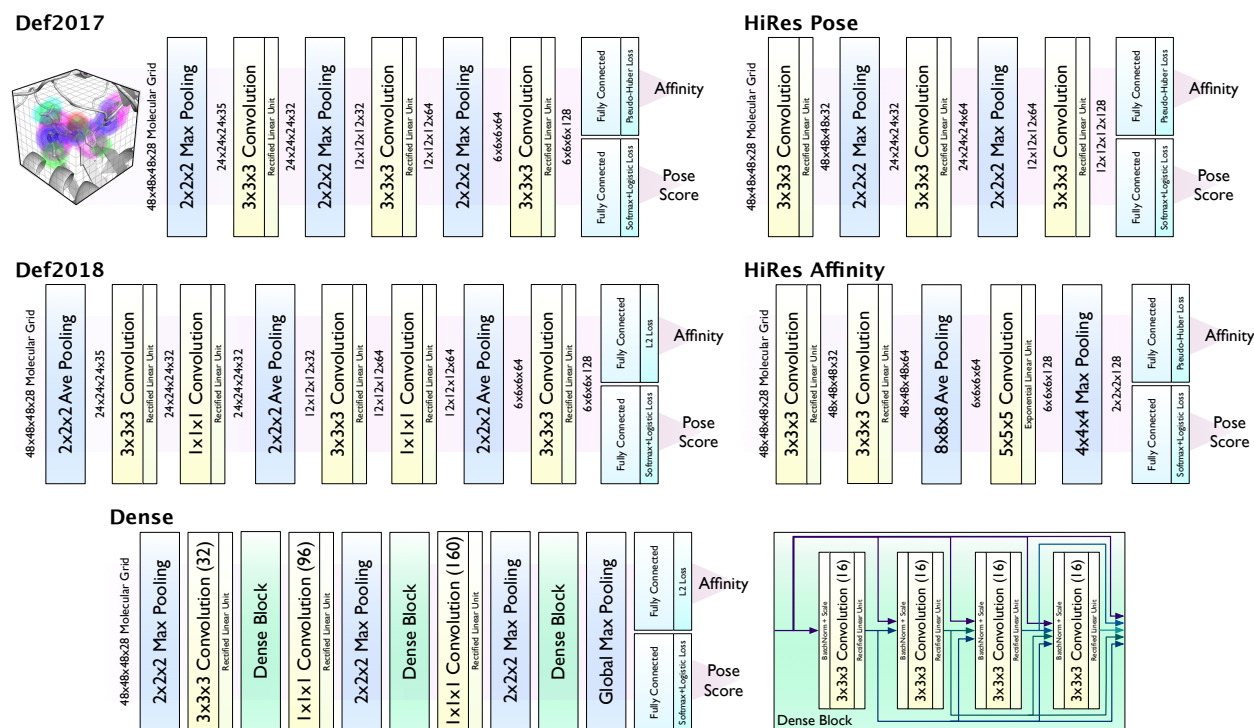 Def2017
48x48x48x28 Molecular Grid
2x2x2 Max Pooling
24x24x24x35
3x3x3 Convolution
Rectified Linear Unit
24x24x24x32
2x2x2 Max Pooling
12x12x12x32
3x3x3 Convolution
Rectified Linear Unit
12x12x12x64
2x2x2 Max Pooling
6x6x6x64
3x3x3 Convolution
Rectified Linear Unit
6x6x6x128
Fully Connected
Pseudo-Huber Loss
Affinity
Fully Connected
Softmax+Logistic Loss
Pose
Score
HiRes Pose
48x48x48x28 Molecular Grid
3x3x3 Convolution
Rectified Linear Unit
48x48x48x32
2x2x2 Max Pooling
24x24x24x32
3x3x3 Convolution
Rectified Linear Unit
24x24x24x64
2x2x2 Max Pooling
12x12x12x64
3x3x3 Convolution
Rectified Linear Unit
12x12x12x128
Fully Connected
Pseudo-Huber Loss
Affinity
Fully Connected
Softmax+Logistic Loss
Pose
Score
Def2018
48x48x48x28 Molecular Grid
2x2x2 Ave Pooling
24x24x24x35
3x3x3 Convolution
Rectified Linear Unit
24x24x24x32
1x1x1 Convolution
Rectified Linear Unit
24x24x24x32
2x2x2 Ave Pooling
12x12x12x32
3x3x3 Convolution
Rectified Linear Unit
12x12x12x64
1x1x1 Convolution
Rectified Linear Unit
12x12x12x64
2x2x2 Ave Pooling
6x6x6x64
3x3x3 Convolution
Rectified Linear Unit
6x6x6x128
Fully Connected
L2 Loss
Affinity
Fully Connected
Softmax+Logistic Loss
Pose
Score
HiRes Affinity
48x48x48x28 Molecular Grid
3x3x3 Convolution
Rectified Linear Unit
48x48x48x32
3x3x3 Convolution
Rectified Linear Unit
48x48x48x64
8x8x8 Ave Pooling
6x6x6x64
5x5x5 Convolution
Exponential Linear Unit
6x6x6x128
4x4x4 Max Pooling
2x2x2x128
Fully Connected
Pseudo-Huber Loss
Affinity
Fully Connected
Softmax+Logistic Loss
Pose
Score
Dense
48x48x48x28 Molecular Grid
2x2x2 Max Pooling
3x3x3 Convolution (32)
Rectified Linear Unit
Dense Block
1x1x1 Convolution (96)
Rectified Linear Unit
2x2x2 Max Pooling
Dense Block
1x1x1 Convolution (160)
Rectified Linear Unit
2x2x2 Max Pooling
Dense Block
Global Max Pooling
Fully Connected
L2 Loss
Affinity
Fully Connected
Softmax+Logistic Loss
Pose
Score
BatchNorm + Scale
3x3x3 Convolution (16)
Rectified Linear Unit
BatchNorm + Scale
3x3x3 Convolution (16)
Rectified Linear Unit
BatchNorm + Scale
3x3x3 Convolution (16)
Rectified Linear Unit
BatchNorm + Scale
3x3x3 Convolution (16)
Rectified Linear Unit
Dense Block